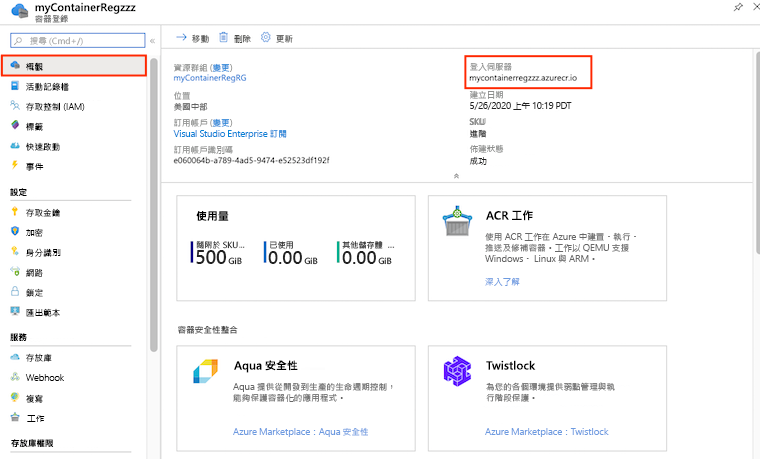 myContainerRegzzz
容器登錄
搜尋 (Cmd+/)
«
概觀
活動記錄檔
存取控制 (IAM)
標籤
快速啟動
事件
設定
存取金鑰
加密
身分識別
網路
鎖定
匯出範本
服務
存放庫
Webhook
複寫
工作
存放庫權限
移動
刪除
更新
資源群組 (變更)
myContainerRegRG
位置
美國中部
訂用帳戶 (變更)
Visual Studio Enterprise 訂閱
訂用帳戶識別碼
e060064b-a789-4ad5-9474-e52523df192f
登入伺服器
mycontainerregzzz.azurecr.io
建立日期
5/26/2020 上午 10:19 PDT
SKU
進階
佈建狀態
成功
使用量
隨附於 SKU...
500 GiB
已使用
0.00 GiB
其他儲存體 ...
0.00 GiB
ACR 工作
使用 ACR 工作在 Azure 中建置、執行、
推送及修補容器。工作以 QEMU 支援
Windows、 Linux 與 ARM。
深入了解
容器安全性整合
Aqua 安全性
Aqua 提供從開發到生產的生命週期控制，
能夠保護容器化的應用程式。
Azure Marketplace：Aqua 安全性
Twistlock
為您的各個環境提供弱點管理與執
行階段保護。
Azure Marketplace：Twistlock